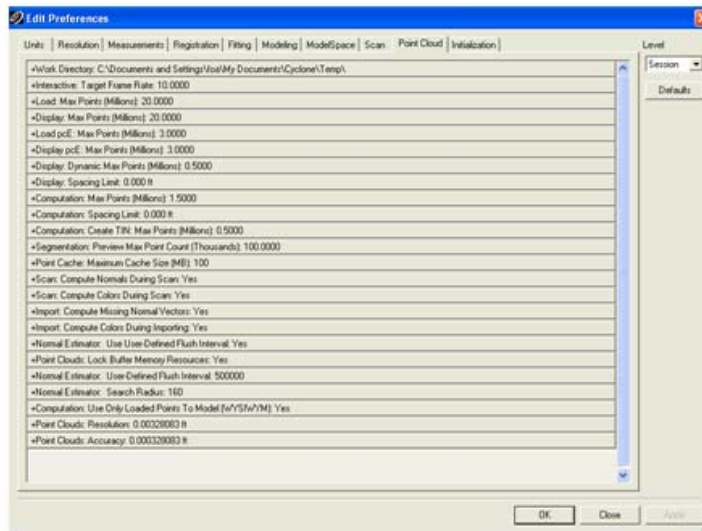 Edit Preferences
Units Resolution Measurements Registration Fitting Modeling ModelSpace Scan Point Cloud Initialization
Level
Session
Defaults
+Work Directory: C:\Documents and Settings\foa\My Documents\Cyclone\Temp\
+Interactive: Target Frame Rate: 10.0000
+Load: Max Points (Millions): 20.0000
+Display: Max Points (Millions): 20.0000
+Load pcE: Max Points (Millions): 3.0000
+Display pcE: Max Points (Millions): 3.0000
+Display: Dynamic Max Points (Millions): 0.5000
+Display: Spacing Limit: 0.000 ft
+Computation: Max Points (Millions): 1.5000
+Computation: Spacing Limit: 0.000 ft
+Computation: Create TIN: Max Points (Millions): 0.5000
+Segmentation: Preview Max Point Count (Thousands): 100.0000
+Point Cache: Maximum Cache Size (MB): 100
+Scan: Compute Normals During Scan: Yes
+Scan: Compute Colors During Scan: Yes
+Import: Compute Missing Normal Vectors: Yes
+Import: Compute Colors During Importing: Yes
+Normal Estimator: Use User-Defined Flush Interval: Yes
+Point Clouds: Lock Buffer Memory Resources: Yes
+Normal Estimator: User-Defined Flush Interval: 500000
+Normal Estimator: Search Radius: 160
+Computation: Use Only Loaded Points To Model (WYSIWYM): Yes
+Point Clouds: Resolution: 0.00328083 ft
+Point Clouds: Accuracy: 0.000328083 ft
OK Close Apply